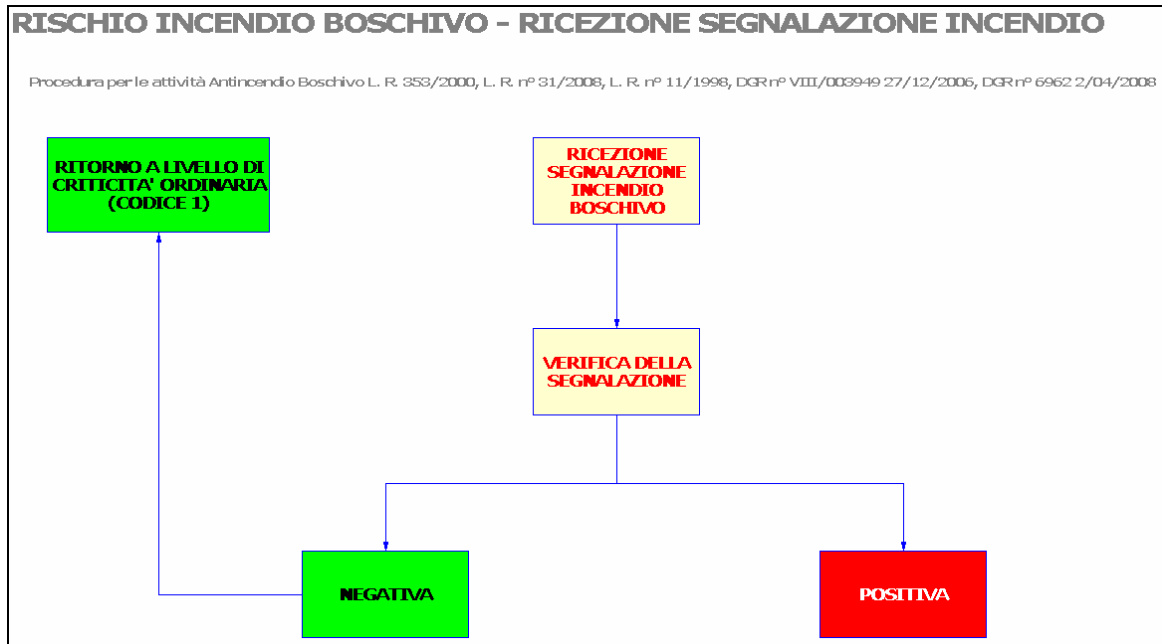 RISCHIO INCENDIO BOSCHIVO - RICEZIONE SEGNALAZIONE INCENDIO
Procedura per le attività Antincendio Boschivo L. R. 353/2000, L. R. nº 31/2008, L. R. nº 11/1998, DGR nº VIII/003949 27/12/2006, DGR nº 6962 2/04/2008
RITORNO A LIVELLO DI
CRITICITA' ORDINARIA
(CODICE 1)
RICEZIONE
SEGNALAZIONE
INCENDIO
BOSCHIVO
VERIFICA DELLA
SEGNALAZIONE
NEGATIVA
POSITIVA